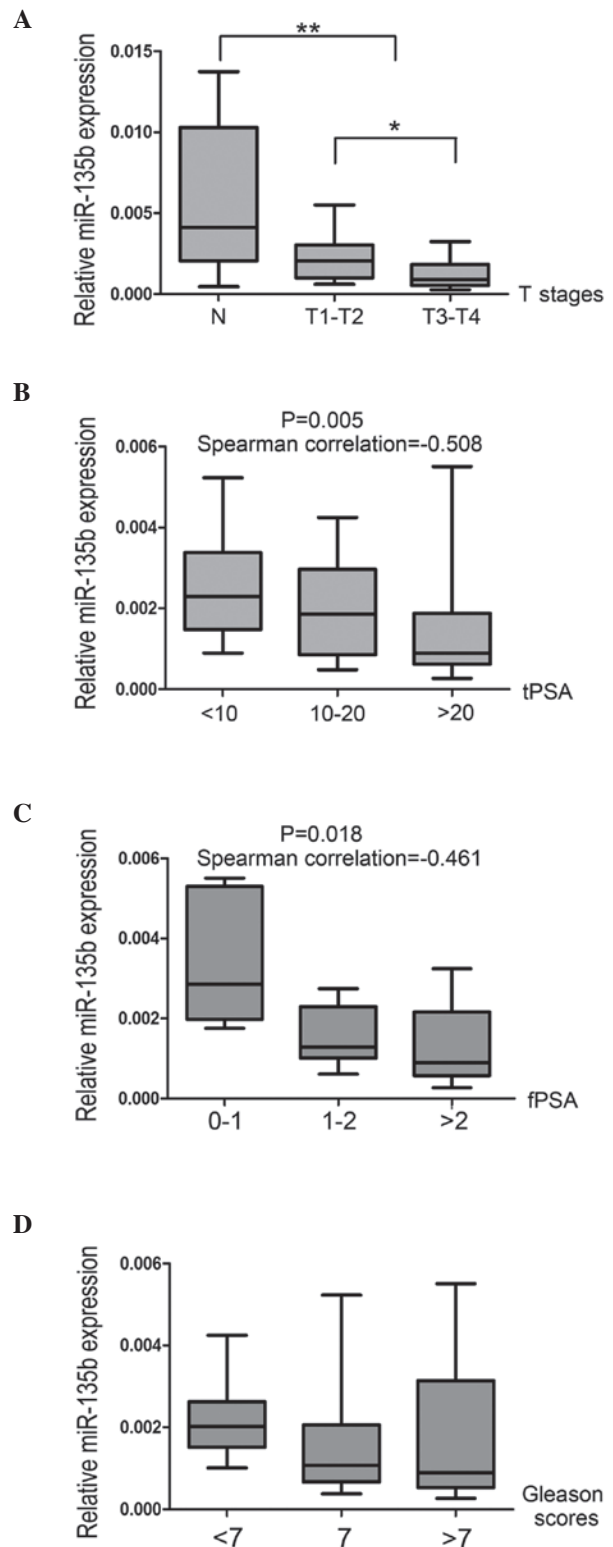 A
**
*
0.015
0.010
0.005
0.000
Relative miR-135b expression
N
T1-T2
T3-T4
T stages
B
P=0.005
Spearman correlation=-0.508
0.006
0.004
0.002
0.000
Relative miR-135b expression
<10
10-20
>20
tPSA
C
P=0.018
Spearman correlation=-0.461
0.006
0.004
0.002
0.000
Relative miR-135b expression
0-1
1-2
>2
fPSA
D
0.006
0.004
0.002
0.000
Relative miR-135b expression
<7
7
>7
Gleason
scores